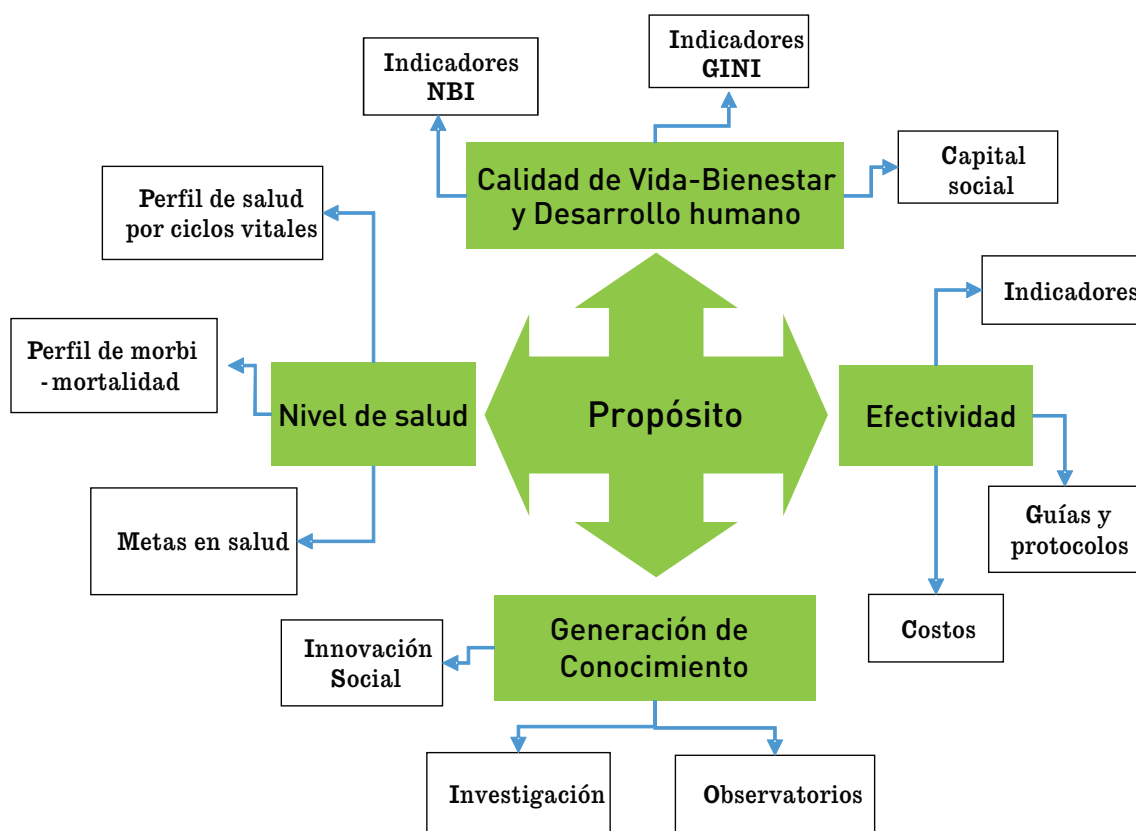 Indicadores
GINI
Indicadores
NBI
Calidad de Vida-Bienestar
y Desarrollo humano
Capital
social
Perfil de salud
por ciclos vitales
Indicadores
Perfil de morbi
-mortalidad
Nivel de salud
Propósito
Efectividad
Metas en salud
Guías y
protocolos
Generación de
Conocimiento
Costos
Innovación
Social
Investigación
Observatorios